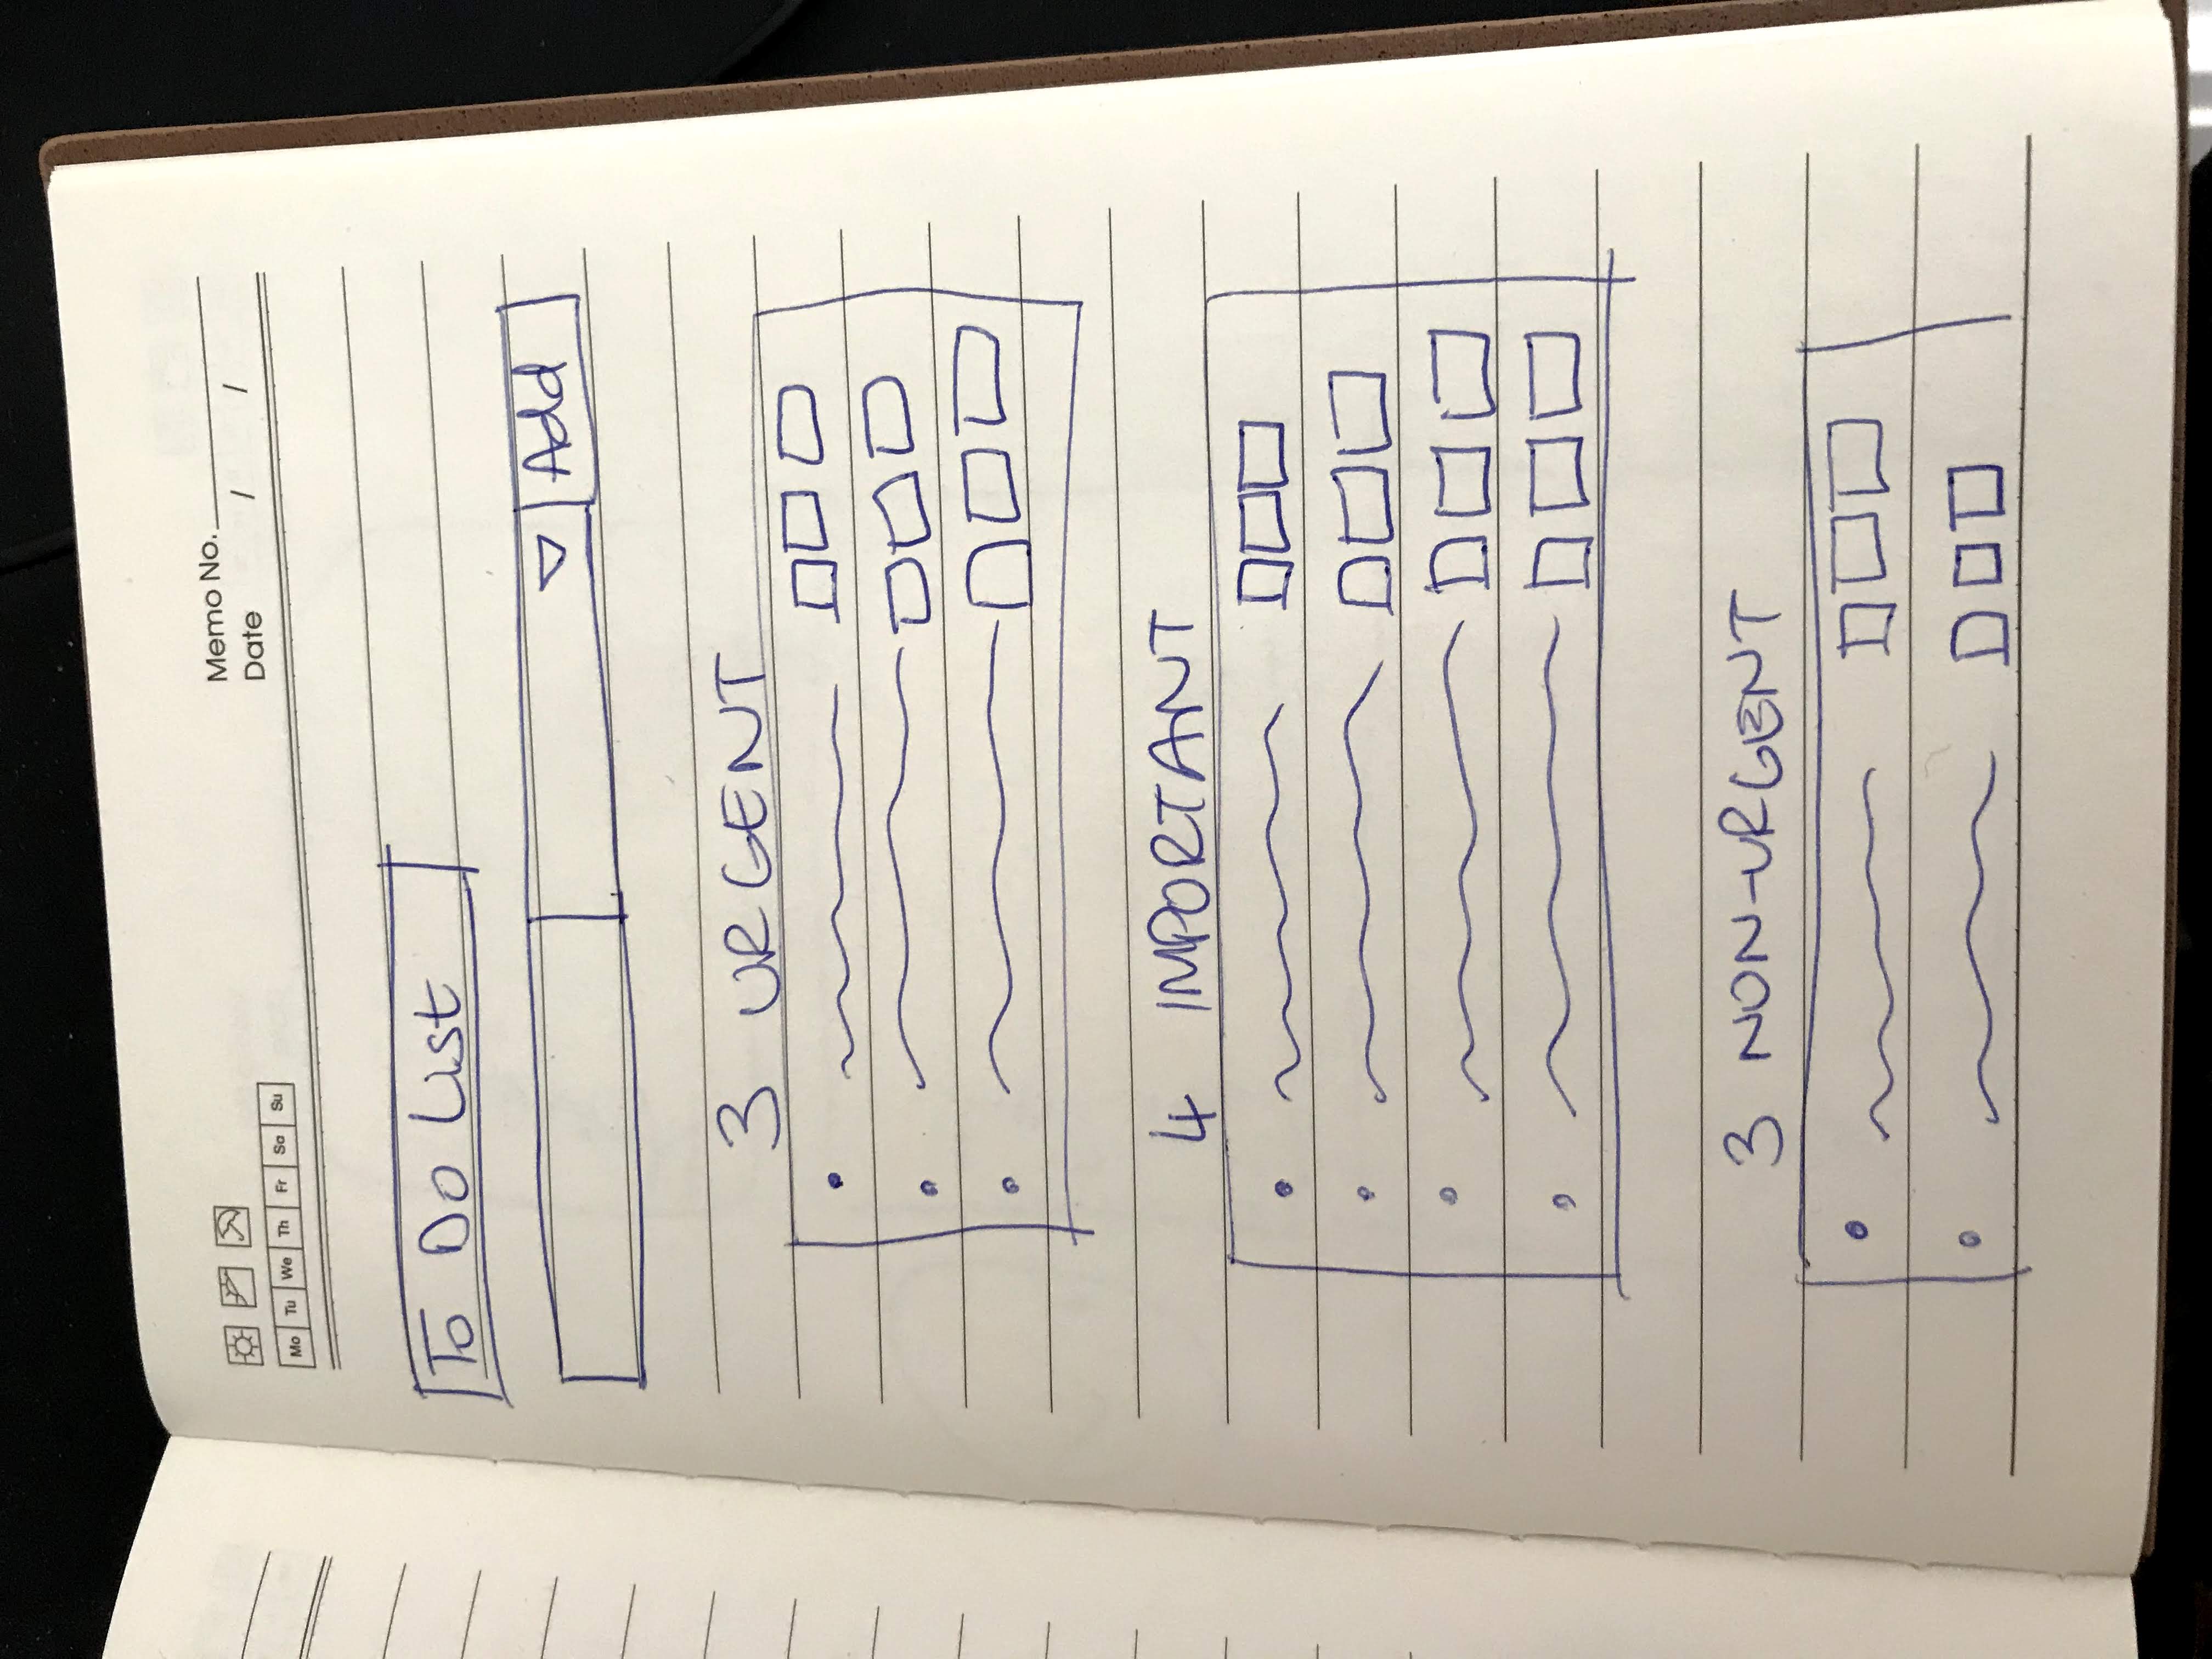 Memo No.
Date / /
Mo Tu We Th Fr Sa Su
To Do List
Add
3 URGENT
4 IMPORTANT
3 NON-URGENT